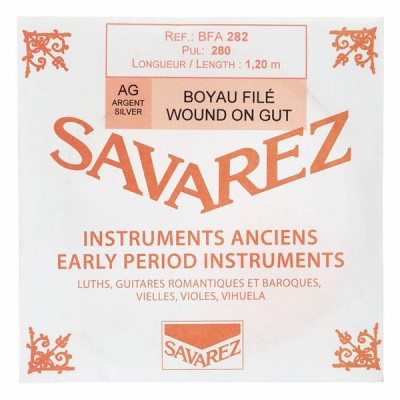 REF.: BFA 282
PUL: 280
LONGUEUR / LENGTH : 1,20 m
AG
ARGENT
SILVER
BOYAU FILÉ
WOUND ON GUT
SAVAREZ
INSTRUMENTS ANCIENS
EARLY PERIOD INSTRUMENTS
LUTHS, GUITARES ROMANTIQUES ET BAROQUES,
VIELLES, VIOLES, VIHUELA
SAVAREZ